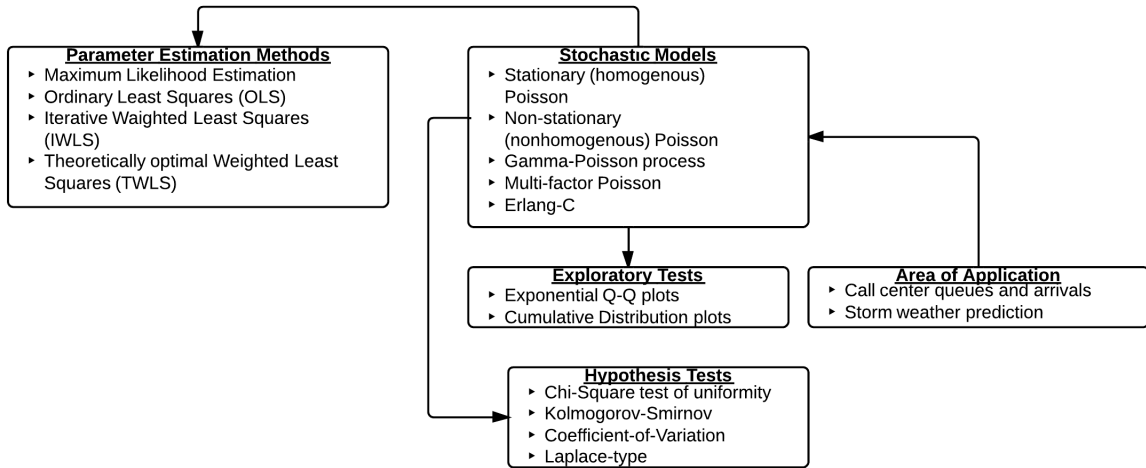 Parameter Estimation Methods
‣ Maximum Likelihood Estimation
‣ Ordinary Least Squares (OLS)
‣ Iterative Weighted Least Squares
(IWLS)
‣ Theoretically optimal Weighted Least
Squares (TWLS)
Stochastic Models
‣ Stationary (homogenous)
Poisson
‣ Non-stationary
(nonhomogenous) Poisson
‣ Gamma-Poisson process
‣ Multi-factor Poisson
‣ Erlang-C
Exploratory Tests
‣ Exponential Q-Q plots
‣ Cumulative Distribution plots
Area of Application
‣ Call center queues and arrivals
‣ Storm weather prediction
Hypothesis Tests
‣ Chi-Square test of uniformity
‣ Kolmogorov-Smirnov
‣ Coefficient-of-Variation
‣ Laplace-type